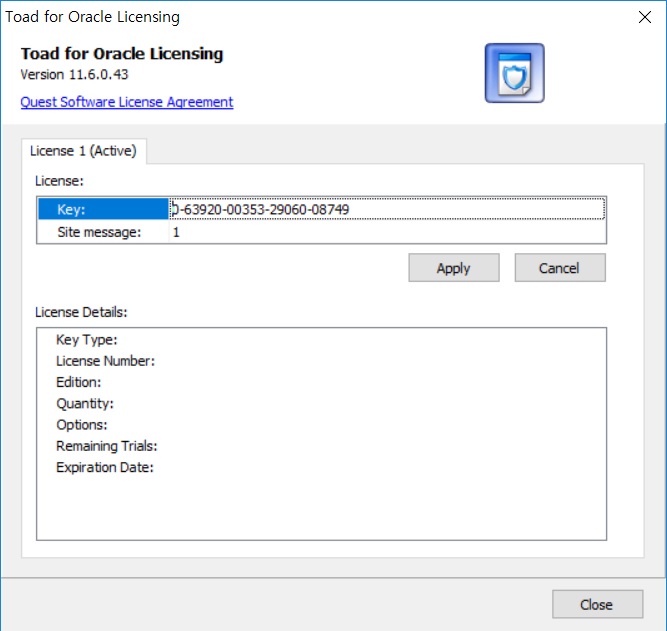 Toad for Oracle Licensing
Toad for Oracle Licensing
Version 11.6.0.43
Quest Software License Agreement
License 1 (Active)
License:
Key: 0-63920-00353-29060-08749
Site message: 1
Apply Cancel
License Details:
Key Type:
License Number:
Edition:
Quantity:
Options:
Remaining Trials:
Expiration Date:
Close